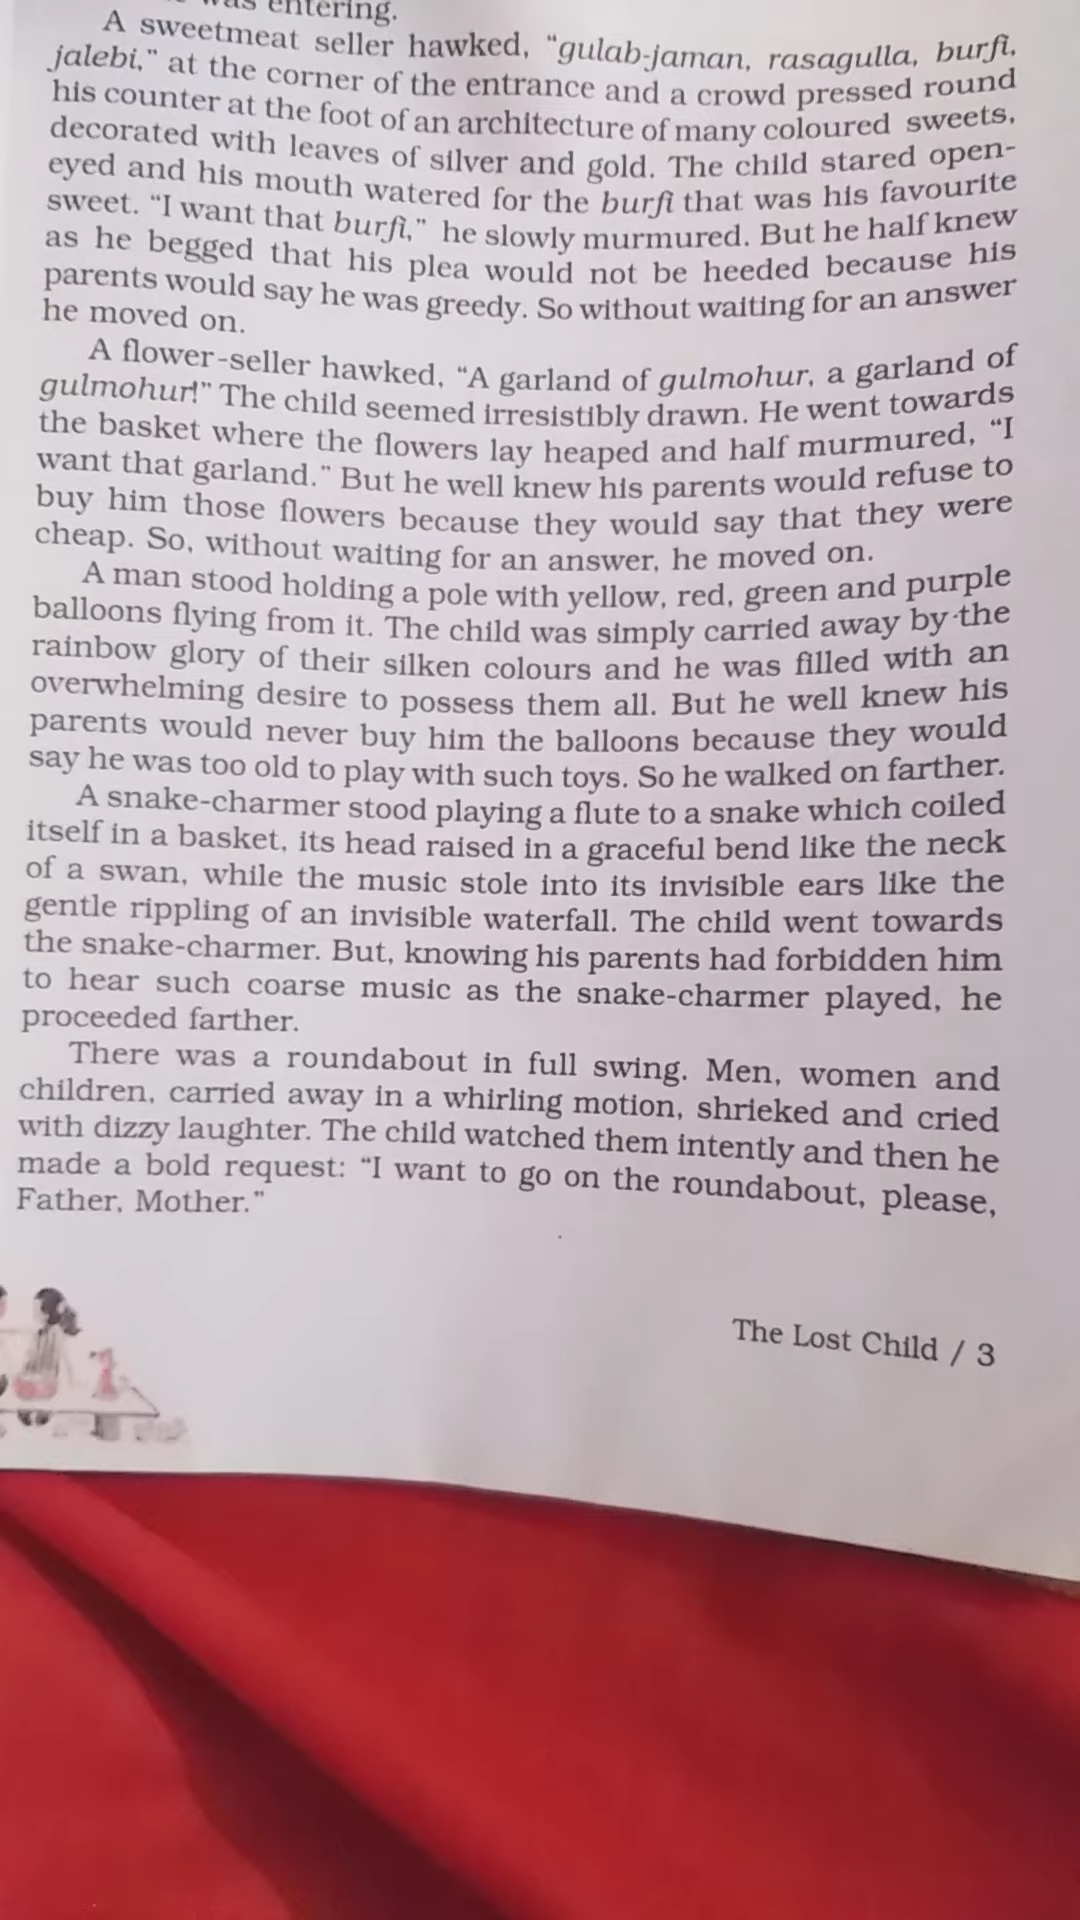 was entering.
A sweetmeat seller hawked, “gulab-jaman, rasagulla, burfi,
jalebi,” at the corner of the entrance and a crowd pressed round
his counter at the foot of an architecture of many coloured sweets,
decorated with leaves of silver and gold. The child stared open-
eyed and his mouth watered for the burfi that was his favourite
sweet. “I want that burfi,” he slowly murmured. But he half knew
as he begged that his plea would not be heeded because his
parents would say he was greedy. So without waiting for an answer
he moved on.
A flower-seller hawked, “A garland of gulmohur, a garland of
gulmohur!” The child seemed irresistibly drawn. He went towards
the basket where the flowers lay heaped and half murmured, “I
want that garland.” But he well knew his parents would refuse to
buy him those flowers because they would say that they were
cheap. So, without waiting for an answer, he moved on.
A man stood holding a pole with yellow, red, green and purple
balloons flying from it. The child was simply carried away by the
rainbow glory of their silken colours and he was filled with an
overwhelming desire to possess them all. But he well knew his
parents would never buy him the balloons because they would
say he was too old to play with such toys. So he walked on farther.
A snake-charmer stood playing a flute to a snake which coiled
itself in a basket, its head raised in a graceful bend like the neck
of a swan, while the music stole into its invisible ears like the
gentle rippling of an invisible waterfall. The child went towards
the snake-charmer. But, knowing his parents had forbidden him
to hear such coarse music as the snake-charmer played, he
proceeded farther.
There was a roundabout in full swing. Men, women and
children, carried away in a whirling motion, shrieked and cried
with dizzy laughter. The child watched them intently and then he
made a bold request: “I want to go on the roundabout, please,
Father, Mother.”
The Lost Child / 3